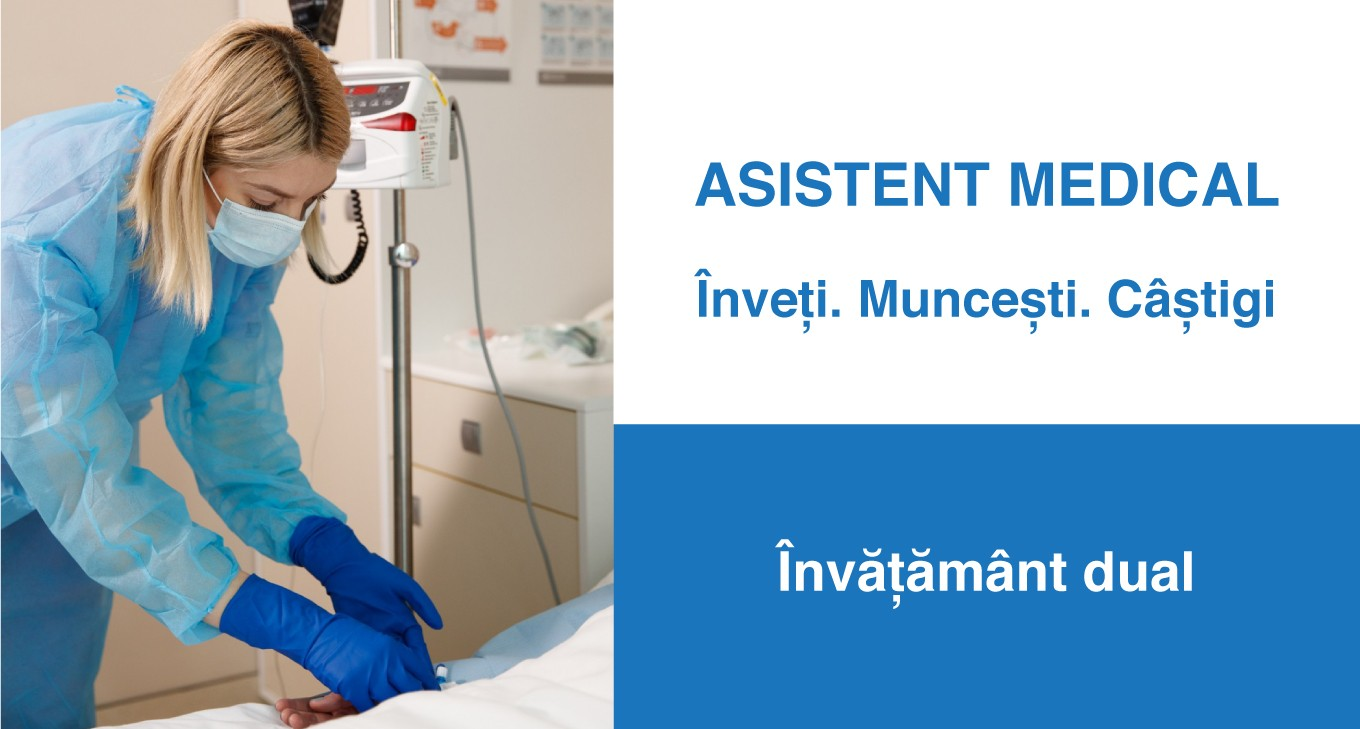 ASISTENT MEDICAL
Înveți. Muncești. Câștigi
Învățământ dual